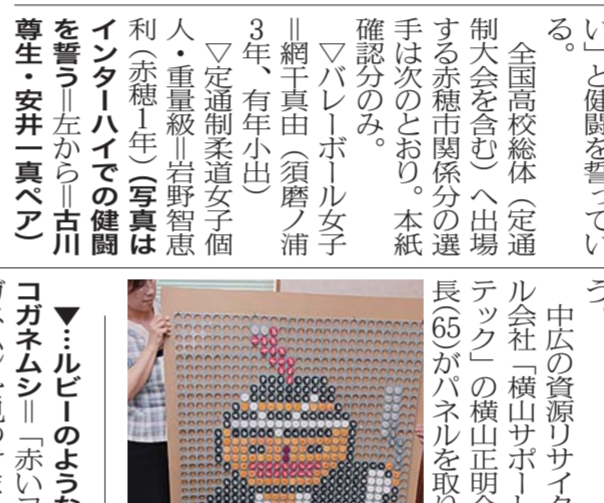 い」と健闘を誓ってい
る。
全国高校総体（定通
制大会を含む）へ出場
する赤穂市関係分の選
手は次のとおり。本紙
確認分のみ。
▽バレーボール女子
＝網干真由（須磨ノ浦
3年、有年小出）
▽定通制柔道女子個
人・重量級＝岩野智恵
利（赤穂1年）（写真は
インターハイでの健闘
を誓う＝左から＝古川
尊生・安井一真ペア）
う。
中広の資源リサイク
ル会社「横山サポー
テック」の横山正明
長(65)がパネルを取り
▼…ルビーのような
コガネムシ＝「赤いコ